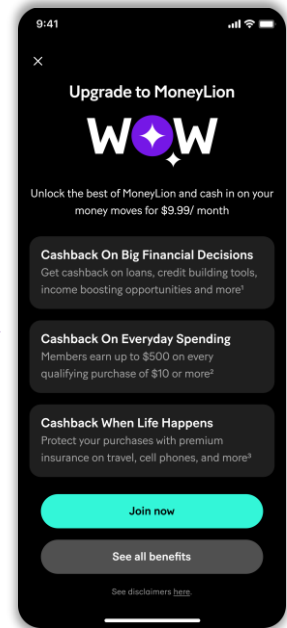 9:41
Upgrade to MoneyLion
WOW
Unlock the best of MoneyLion and cash in on your
money moves for $9.99/ month
Cashback On Big Financial Decisions
Get cashback on loans, credit building tools,
income boosting opportunities and more¹
Cashback On Everyday Spending
Members earn up to $500 on every
qualifying purchase of $10 or more²
Cashback When Life Happens
Protect your purchases with premium
insurance on travel, cell phones, and more³
Join now
See all benefits
See disclaimers here.